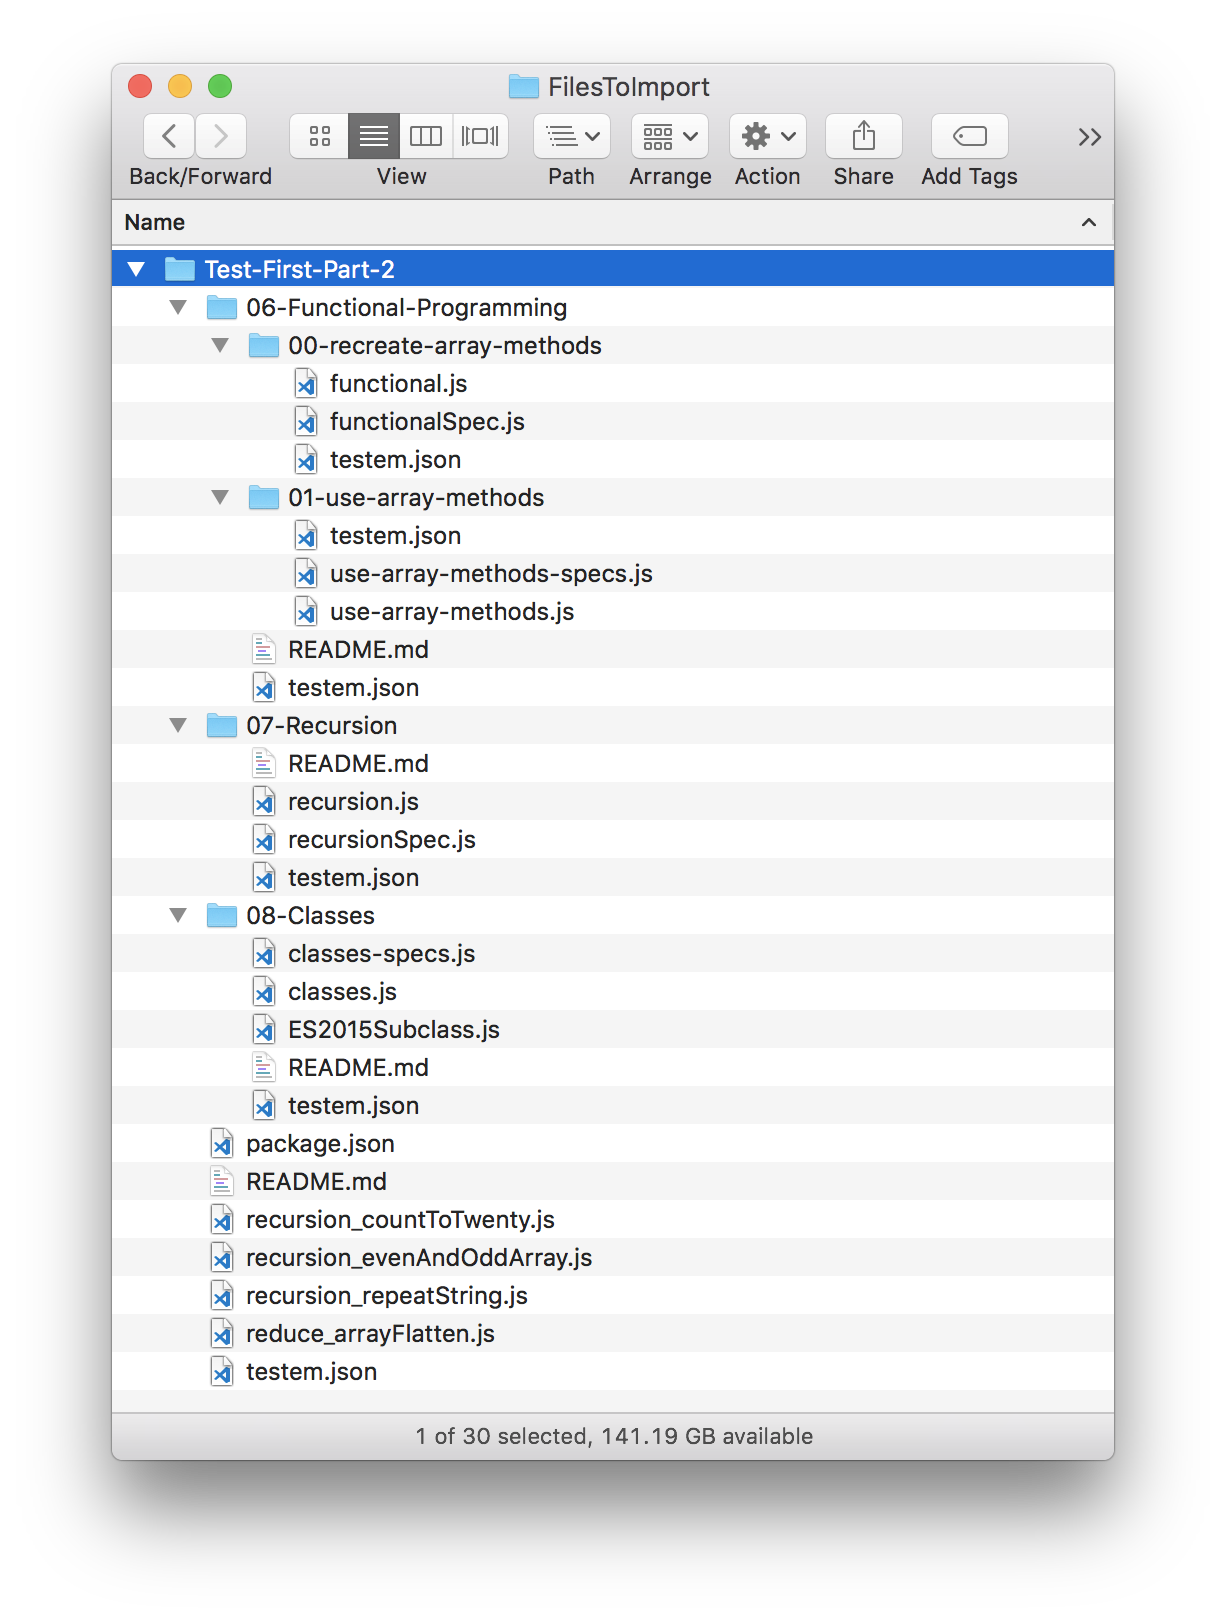 FilesToImport
Back/Forward View Path Arrange Action Share Add Tags
Name
Test-First-Part-2
06-Functional-Programming
00-recreate-array-methods
functional.js
functionalSpec.js
testem.json
01-use-array-methods
testem.json
use-array-methods-specs.js
use-array-methods.js
README.md
testem.json
07-Recursion
README.md
recursion.js
recursionSpec.js
testem.json
08-Classes
classes-specs.js
classes.js
ES2015Subclass.js
README.md
testem.json
package.json
README.md
recursion_countToTwenty.js
recursion_evenAndOddArray.js
recursion_repeatString.js
reduce_arrayFlatten.js
testem.json
1 of 30 selected, 141.19 GB available